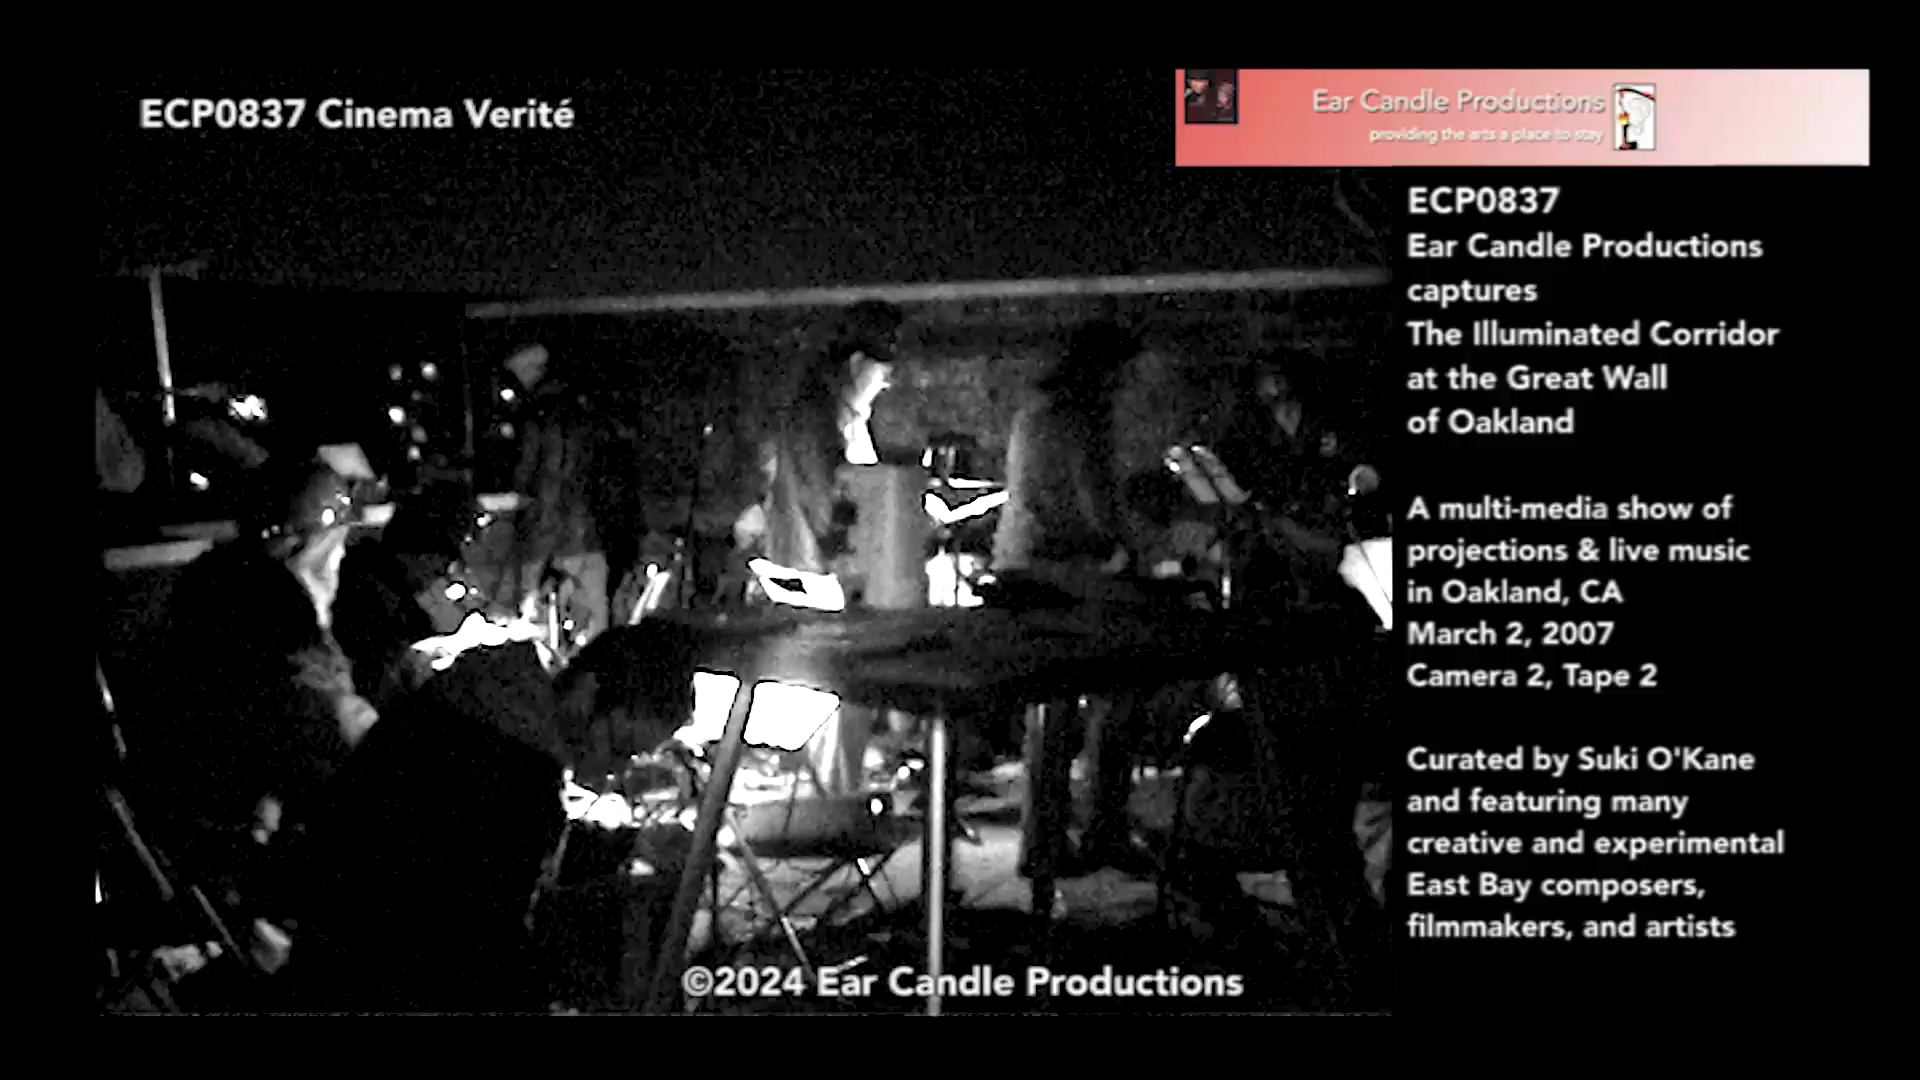 ECP0837 Cinema Verité
Ear Candle Productions
providing the arts a place to stay
ECP0837
Ear Candle Productions
captures
The Illuminated Corridor
at the Great Wall
of Oakland
A multi-media show of
projections & live music
in Oakland, CA
March 2, 2007
Camera 2, Tape 2
Curated by Suki O'Kane
and featuring many
creative and experimental
East Bay composers,
filmmakers, and artists
©2024 Ear Candle Productions